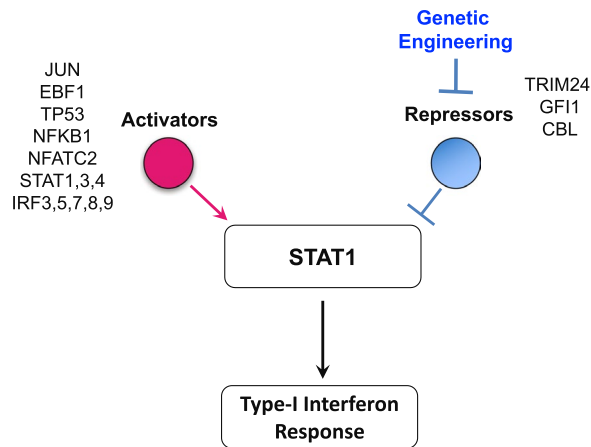 Genetic
Engineering
JUN
EBF1
TP53
NFKB1
NFATC2
STAT1,3,4
IRF3,5,7,8,9
Activators
Repressors
TRIM24
GFI1
CBL
STAT1
Type-I Interferon
Response